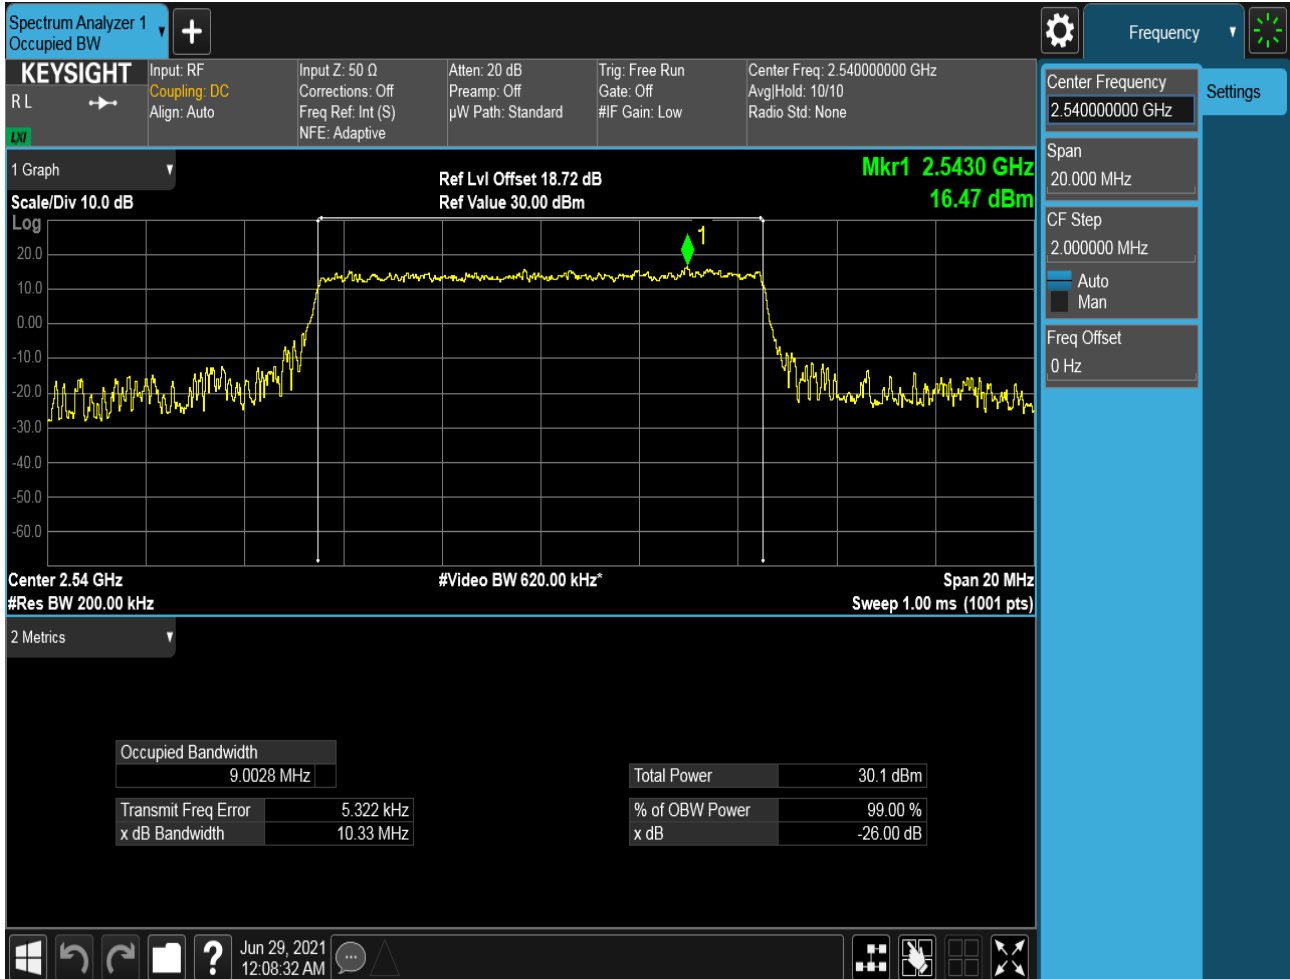 Spectrum Analyzer 1
Occupied BW
Frequency
KEYSIGHT
R L
LXI
Input: RF
Coupling: DC
Align: Auto
Input Z: 50 Ω
Corrections: Off
Freq Ref: Int (S)
NFE: Adaptive
Atten: 20 dB
Preamp: Off
µW Path: Standard
Trig: Free Run
Gate: Off
#IF Gain: Low
Center Freq: 2.540000000 GHz
Avg|Hold: 10/10
Radio Std: None
Center Frequency
2.540000000 GHz
Settings
Span
20.000 MHz
CF Step
2.000000 MHz
Auto
Man
Freq Offset
0 Hz
1 Graph
Scale/Div 10.0 dB
Log
Ref Lvl Offset 18.72 dB
Ref Value 30.00 dBm
Mkr1 2.5430 GHz
16.47 dBm
1
20.0
10.0
0.00
-10.0
-20.0
-30.0
-40.0
-50.0
-60.0
Center 2.54 GHz
#Video BW 620.00 kHz*
Span 20 MHz
#Res BW 200.00 kHz
Sweep 1.00 ms (1001 pts)
2 Metrics
Occupied Bandwidth
9.0028 MHz
Total Power 30.1 dBm
Transmit Freq Error 5.322 kHz
% of OBW Power 99.00 %
x dB Bandwidth 10.33 MHz
x dB -26.00 dB
?
Jun 29, 2021
12:08:32 AM